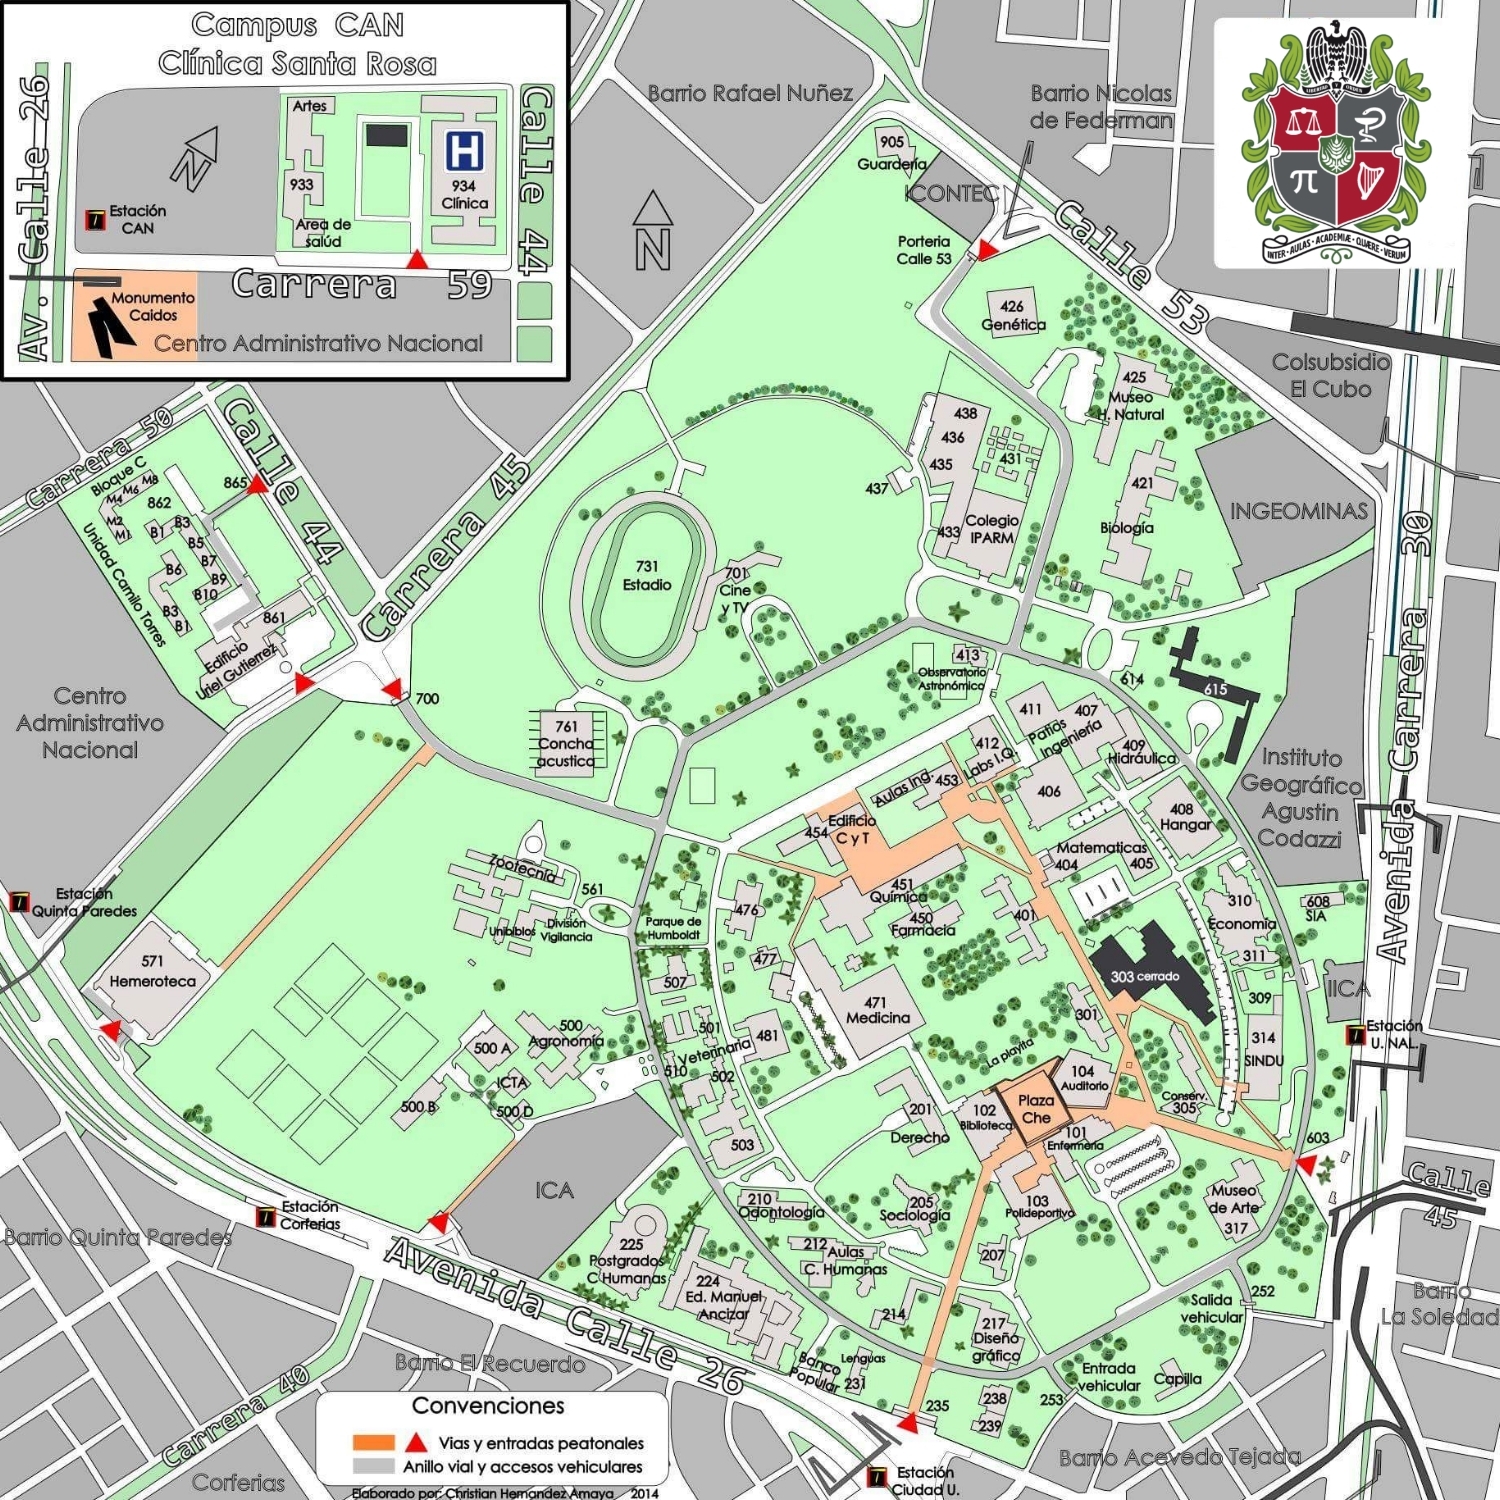 Campus CAN
Clínica Santa Rosa
Av. Calle 26
Artes
933
Area de
salúd
H
934
Clínica
N
Estación
CAN
Calle 44
Carrera 59
Monumento
Caidos
Centro Administrativo Nacional
Barrio Rafael Nuñez
Barrio Nicolas
de Federman
905
Guardería
ICONTEC
Porteria
Calle 53
Calle 53
N
INTER · AULAS · ACADEMIÆ · QUÆRE · VERUM
426
Genética
Colsubsidio
El Cubo
425
Museo
H. Natural
438
436
435
431
437
433
Colegio
IPARM
421
Biología
INGEOMINAS
Avenida Carrera 30
Carrera 50
Calle 44
Carrera 45
Bloque C
M8
M6
M4
M2
M1
862
865
B3
B1
B5
B7
B6
B9
B10
B3
B1
861
Unidad Camilo Torres
Edificio
Uriel Gutierrez
731
Estadio
701
Cine
y TV
413
Observatorio
Astronómico
614
615
700
Centro
Administrativo
Nacional
761
Concha
acustica
411
407
Patios
Ingeniería
412
Labs I.Q.
409
Hidráulica
406
408
Hangar
Instituto
Geográfico
Agustin
Codazzi
Aulas Ing.
453
Edificio
C y T
454
Matematicas
404
405
Zootecnia
561
Unibiblos
División
Vigilancia
Parque de
Humboldt
476
451
Química
450
Farmacia
401
310
Economia
311
608
SIA
Estación
Quinta Paredes
571
Hemeroteca
477
507
303 cerrado
309
IICA
471
Medicina
301
Estación
U. NAL.
500
Agronomía
500 A
501
Veterinaria
481
La playita
314
SINDU
ICTA
500 B
500 D
510
502
104
Auditorio
Plaza
Che
102
Biblioteca
Conserv.
305
201
Derecho
101
Enfermería
503
603
ICA
Calle
45
Estación
Corferias
Barrio Quinta Paredes
210
Odontología
205
Sociología
103
Polideportivo
Museo
de Arte
317
225
Postgrados
C Humanas
212
Aulas
C. Humanas
207
224
Ed. Manuel
Ancizar
252
Salida
vehicular
Barrio
La Soledad
214
217
Diseño
gráfico
Avenida Calle 26
Banco
Popular
Lenguas
231
Entrada
vehicular
Capilla
253
235
238
239
Barrio El Recuerdo
Carrera 40
Corferias
Barrio Acevedo Tejada
Estación
Ciudad U.
Convenciones
Vias y entradas peatonales
Anillo vial y accesos vehiculares
Elaborado por: Christian Hernandez Amaya 2014